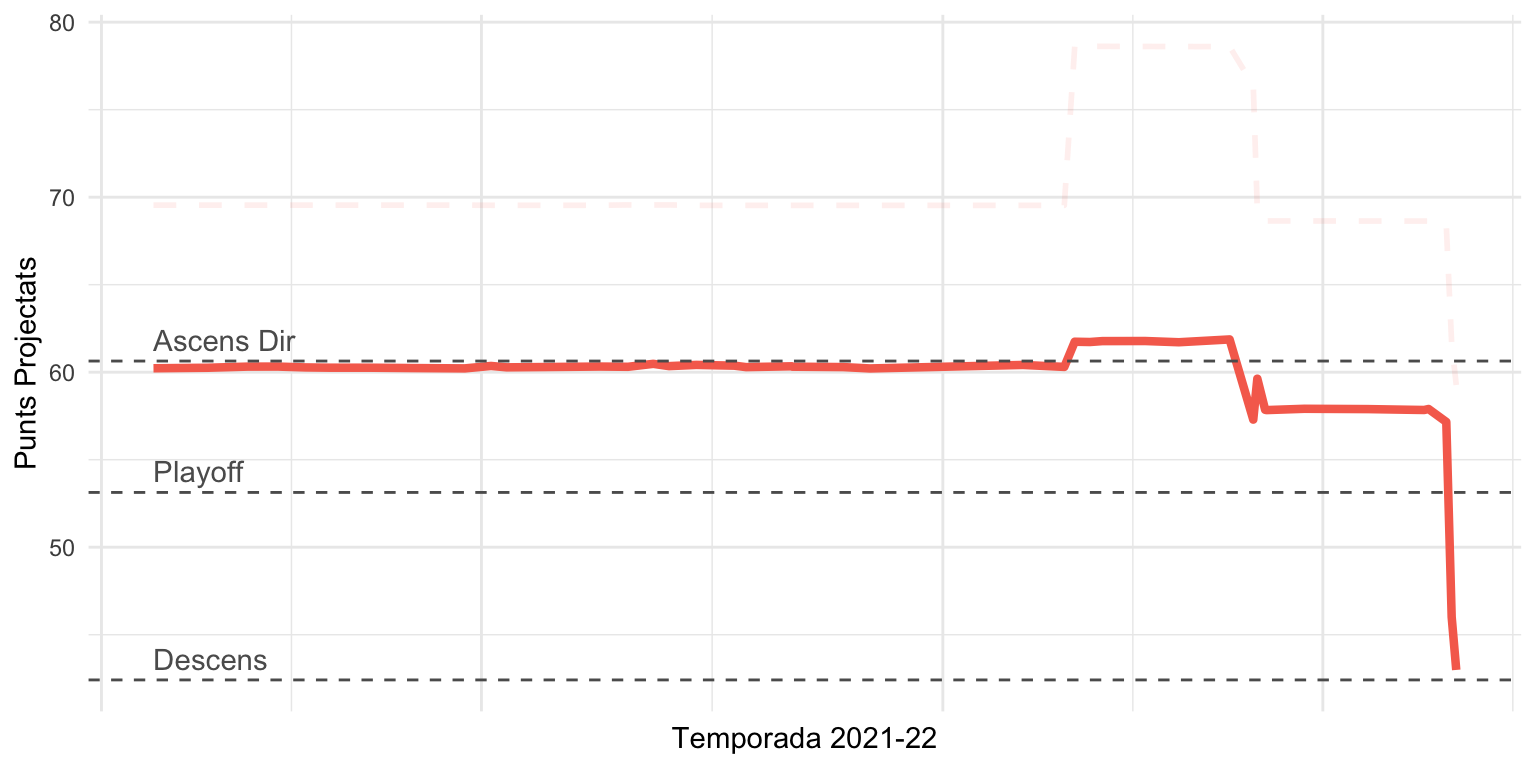 80
70
60
50
Punts Projectats
Ascens Dir
Playoff
Descens
Temporada 2021-22